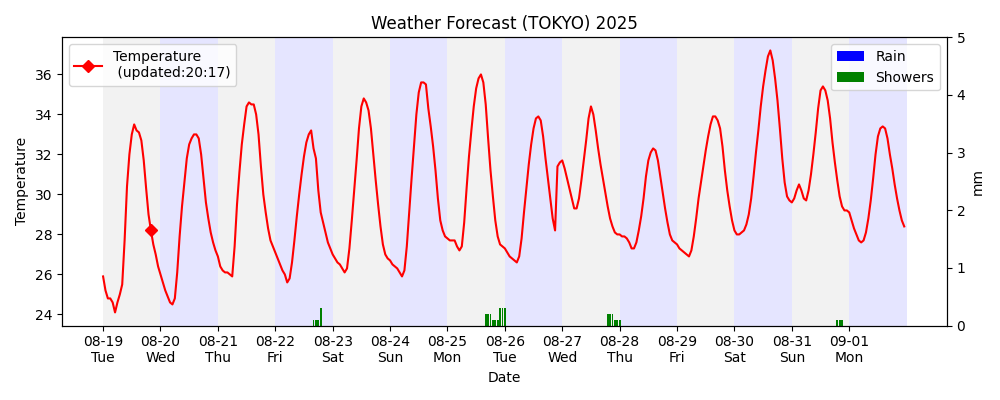 Weather Forecast (TOKYO) 2025
Temperature
(updated:20:17)
Rain
Showers
Temperature
36
34
32
30
28
26
24
5
4
3
2
1
0
mm
08-19 08-20 08-21 08-22 08-23 08-24 08-25 08-26 08-27 08-28 08-29 08-30 08-31 09-01
Tue Wed Thu Fri Sat Sun Mon Tue Wed Thu Fri Sat Sun Mon
Date